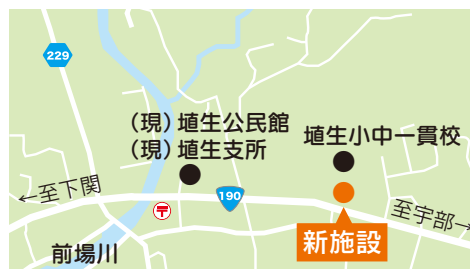 229
（現）埴生公民館
（現）埴生支所
埴生小中一貫校
←至下関
190
〒
至宇部→
新施設
前場川